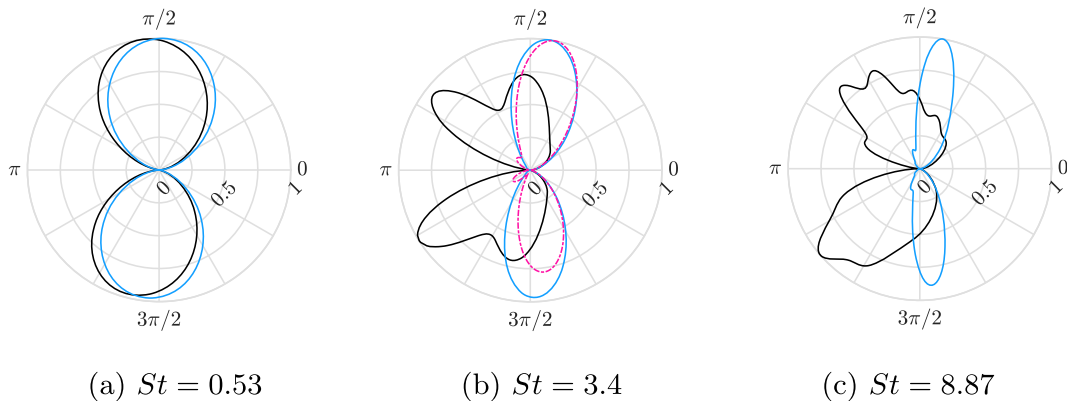 π/2 π/2 π/2
π 0 0.5 1 0 π 0 0.5 1 0 π 0 0.5 1 0
3π/2 3π/2 3π/2
(a) St = 0.53 (b) St = 3.4 (c) St = 8.87